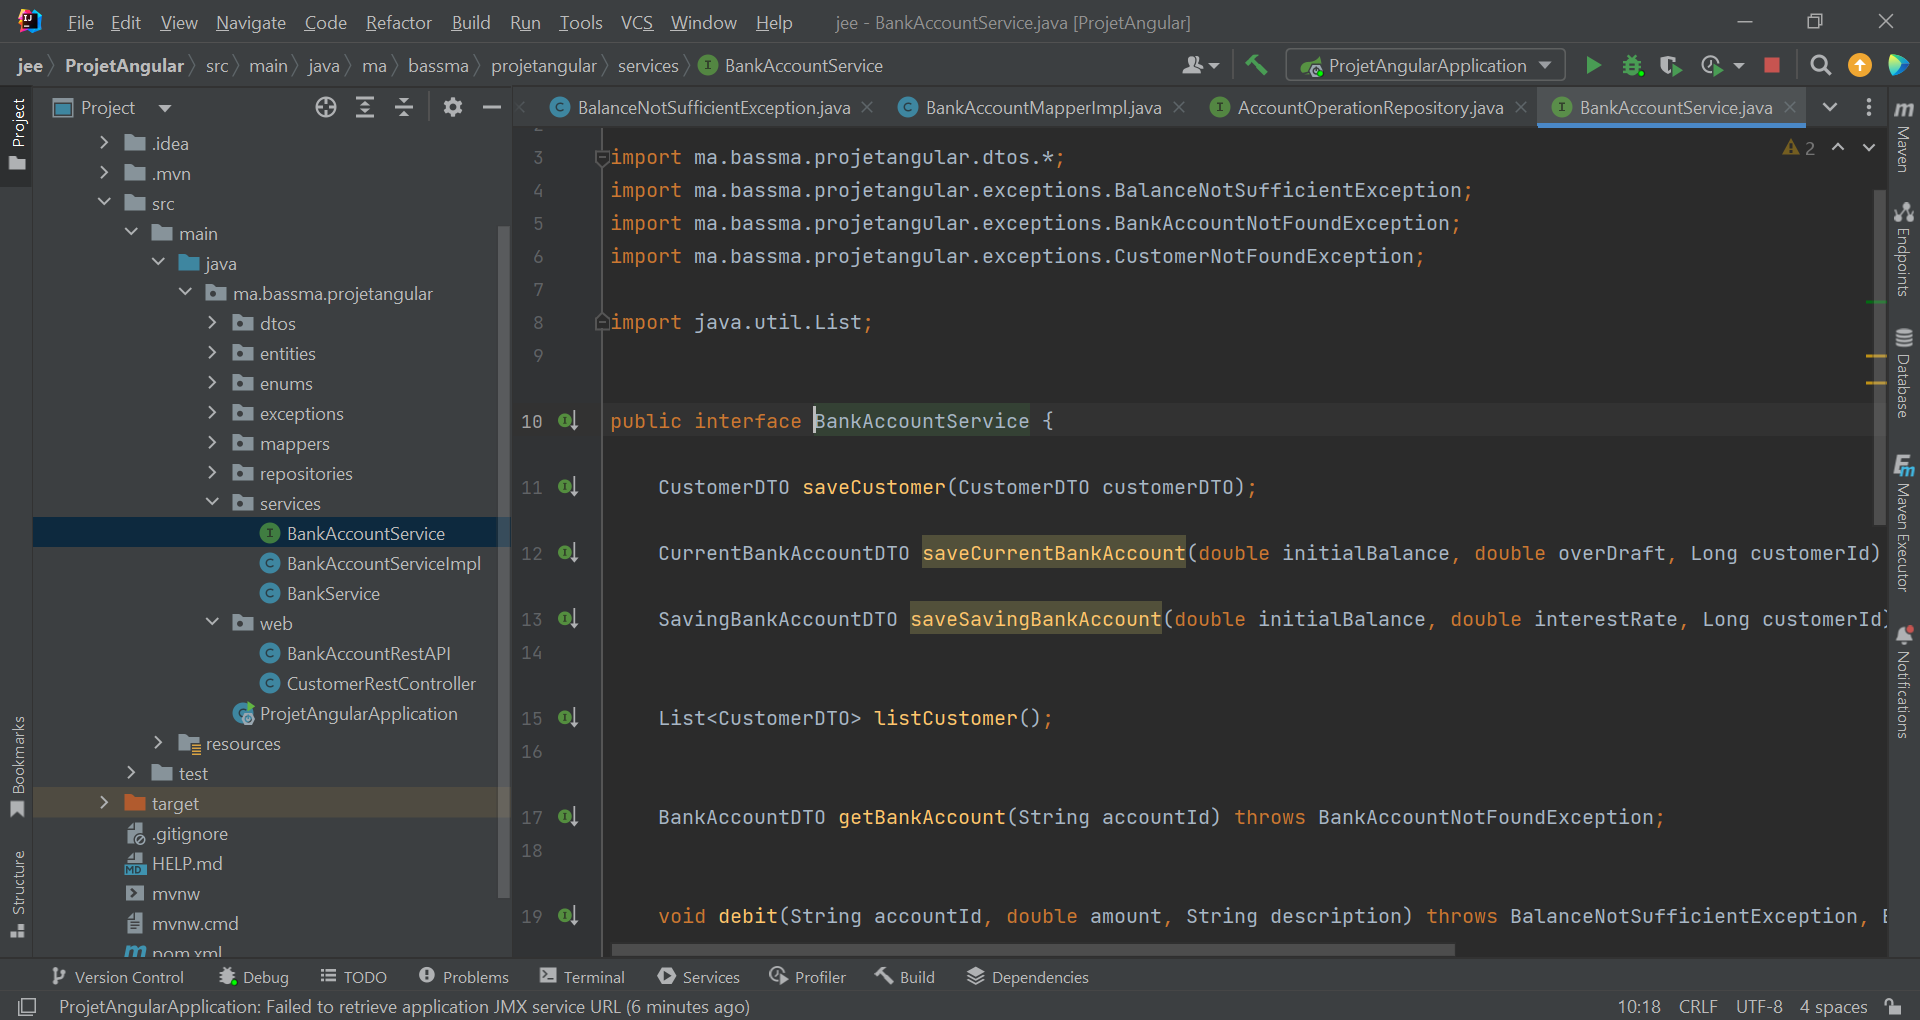 File Edit View Navigate Code Refactor Build Run Tools VCS Window Help jee - BankAccountService.java [ProjetAngular]
jee ProjetAngular src main java ma bassma projetangular services BankAccountService ProjetAngularApplication
Project
BalanceNotSufficientException.java BankAccountMapperImpl.java AccountOperationRepository.java BankAccountService.java
Project
.idea
.mvn
src
main
java
ma.bassma.projetangular
dtos
entities
enums
exceptions
mappers
repositories
services
BankAccountService
BankAccountServiceImpl
BankService
web
BankAccountRestAPI
CustomerRestController
ProjetAngularApplication
resources
test
target
.gitignore
HELP.md
mvnw
mvnw.cmd
pom.xml
Bookmarks
Structure
2
3 import ma.bassma.projetangular.dtos.*;
4 import ma.bassma.projetangular.exceptions.BalanceNotSufficientException;
5 import ma.bassma.projetangular.exceptions.BankAccountNotFoundException;
6 import ma.bassma.projetangular.exceptions.CustomerNotFoundException;
7
8 import java.util.List;
9
10 public interface BankAccountService {
11 CustomerDTO saveCustomer(CustomerDTO customerDTO);
12 CurrentBankAccountDTO saveCurrentBankAccount(double initialBalance, double overDraft, Long customerId)
13 SavingBankAccountDTO saveSavingBankAccount(double initialBalance, double interestRate, Long customerId)
14
15 List<CustomerDTO> listCustomer();
16
17 BankAccountDTO getBankAccount(String accountId) throws BankAccountNotFoundException;
18
19 void debit(String accountId, double amount, String description) throws BalanceNotSufficientException,
2
Maven
Endpoints
Database
Maven Executor
Notifications
Version Control Debug TODO Problems Terminal Services Profiler Build Dependencies
ProjetAngularApplication: Failed to retrieve application JMX service URL (6 minutes ago) 10:18 CRLF UTF-8 4 spaces